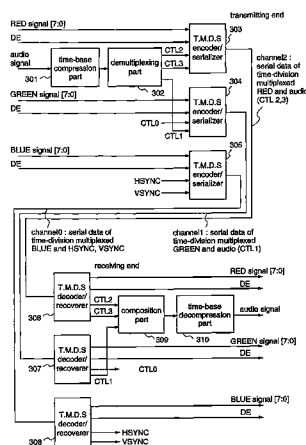 transmitting end
RED signal [7:0]
303
DE
T.M.D.S
encoder/
serializer
audio
signal
time-base
compression
part
demultiplexing
part
CTL2
CTL3
301
302
channel2 : serial
data of
time-division
multiplexed
RED and audio
(CTL 2,3)
304
GREEN signal [7:0]
DE
T.M.D.S
encoder/
serializer
CTL0
CTL1
BLUE signal [7:0]
DE
306
T.M.D.S
encoder/
serializer
HSYNC
VSYNC
channel0 : serial data of
time-division multiplexed
BLUE and HSYNC, VSYNC
channel1 : serial data of
time-division multiplexed
GREEN and audio (CTL1)
receiving end
RED signal [7:0]
DE
T.M.D.S
decoder/
recoverer
CTL2
CTL3
308
composition
part
time-base
decompression
part
audio signal
309
310
GREEN signal [7:0]
DE
T.M.D.S
decoder/
recoverer
307
CTL0
CTL1
BLUE signal [7:0]
DE
T.M.D.S
decoder/
recoverer
HSYNC
VSYNC